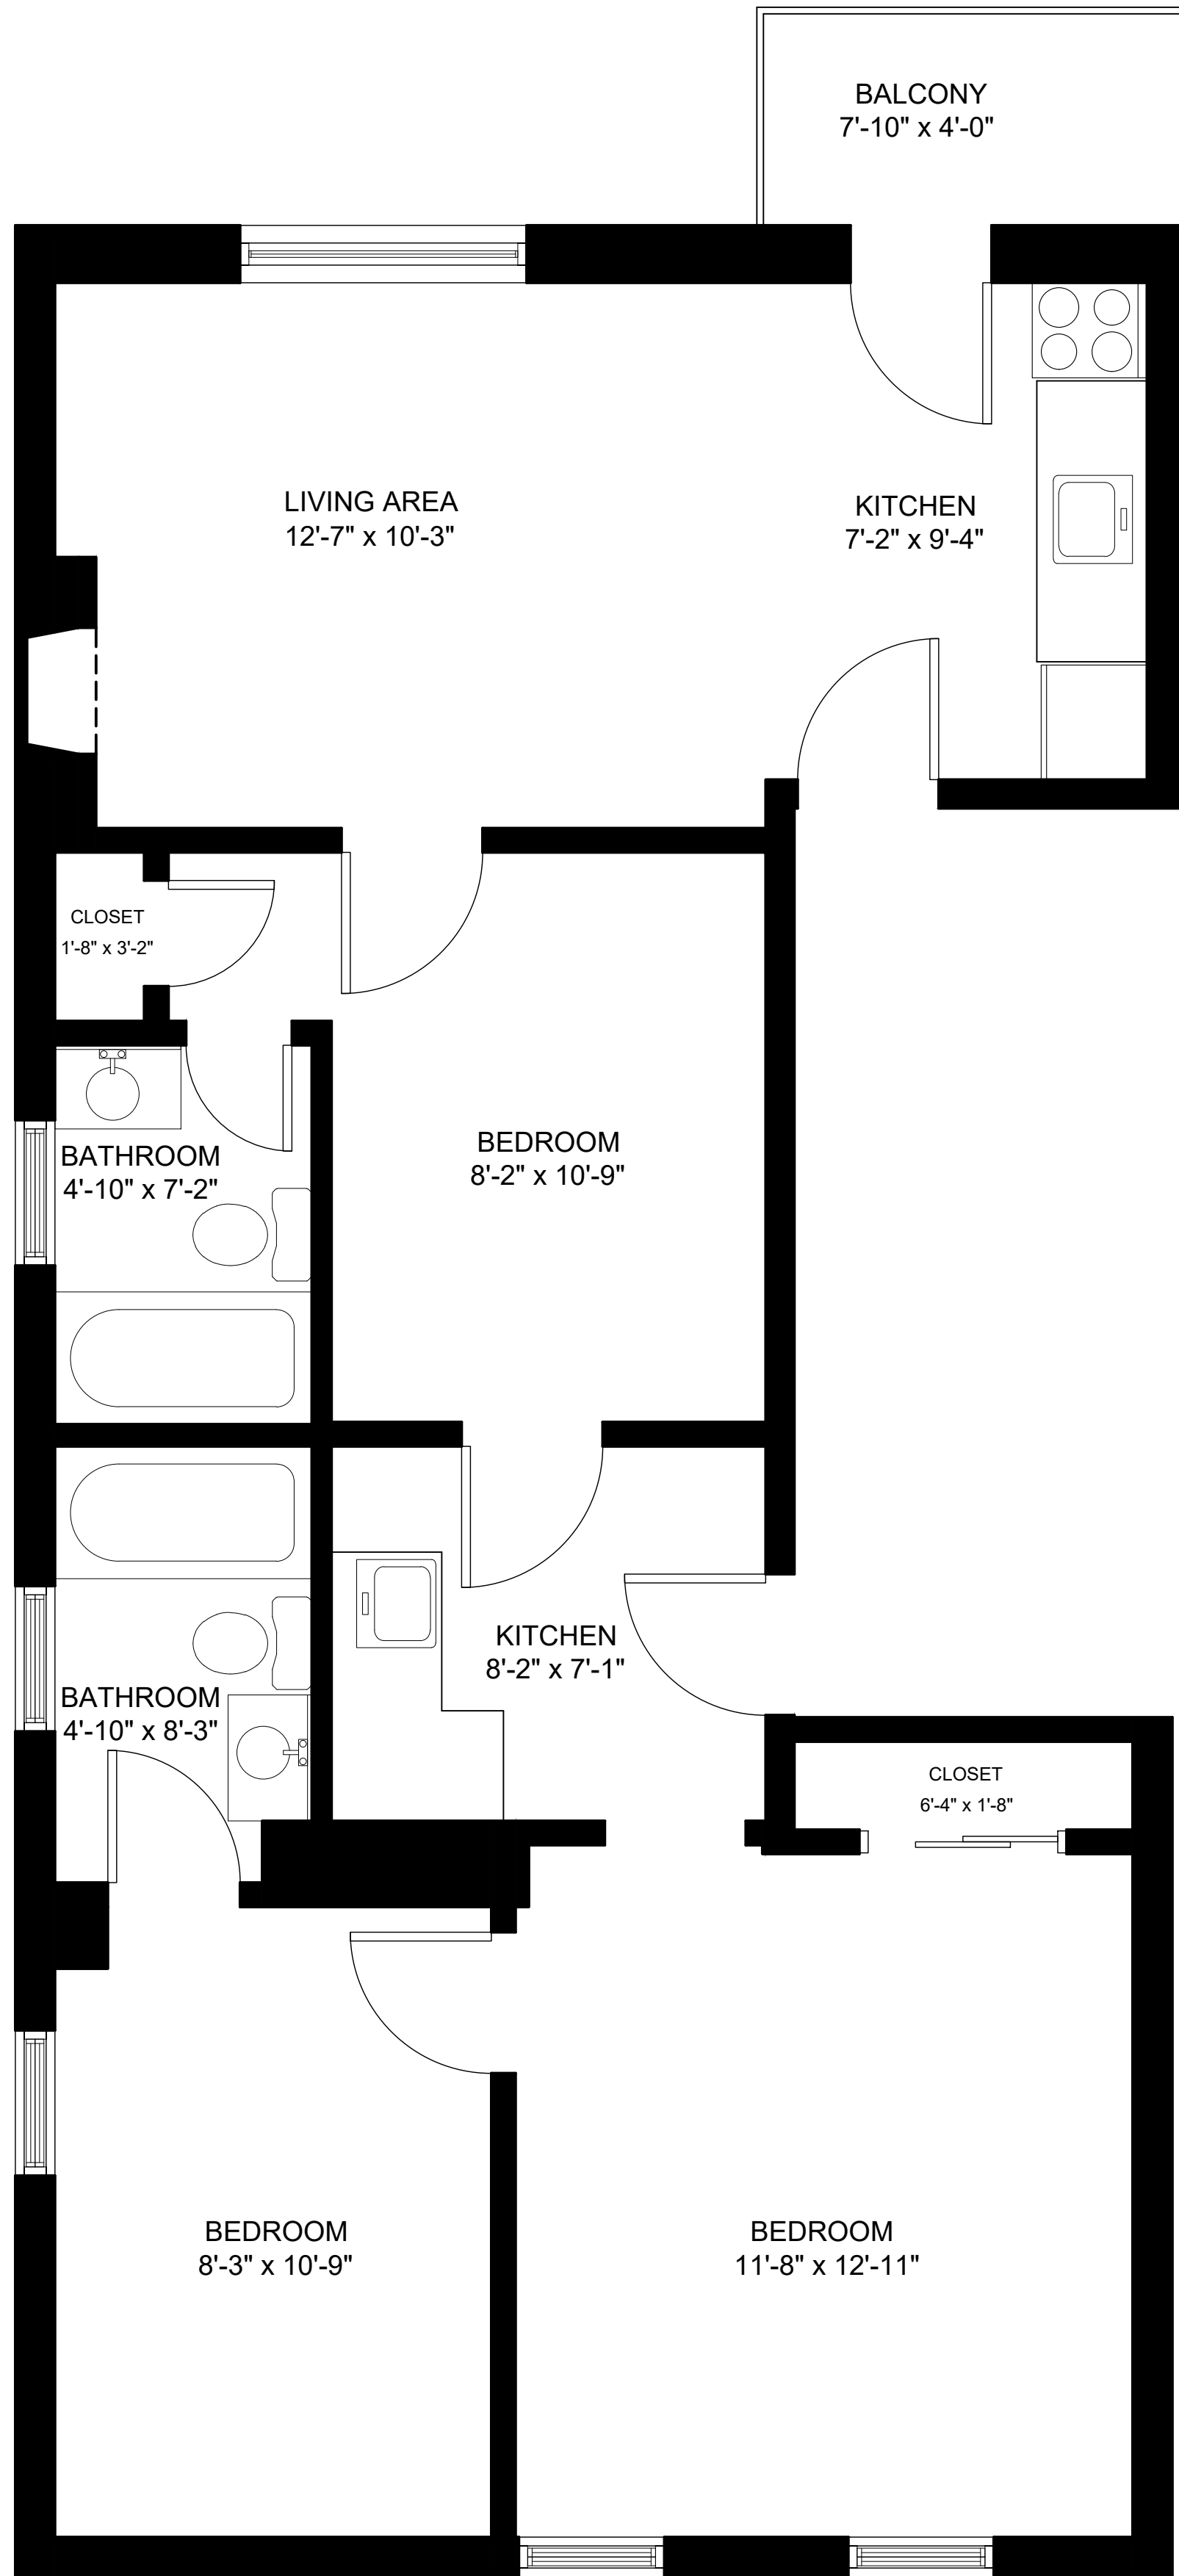 BALCONY
7'-10" x 4'-0"
LIVING AREA
12'-7" x 10'-3"
KITCHEN
7'-2" x 9'-4"
CLOSET
1'-8" x 3'-2"
BATHROOM
4'-10" x 7'-2"
BEDROOM
8'-2" x 10'-9"
KITCHEN
8'-2" x 7'-1"
BATHROOM
4'-10" x 8'-3"
CLOSET
6'-4" x 1'-8"
BEDROOM
8'-3" x 10'-9"
BEDROOM
11'-8" x 12'-11"